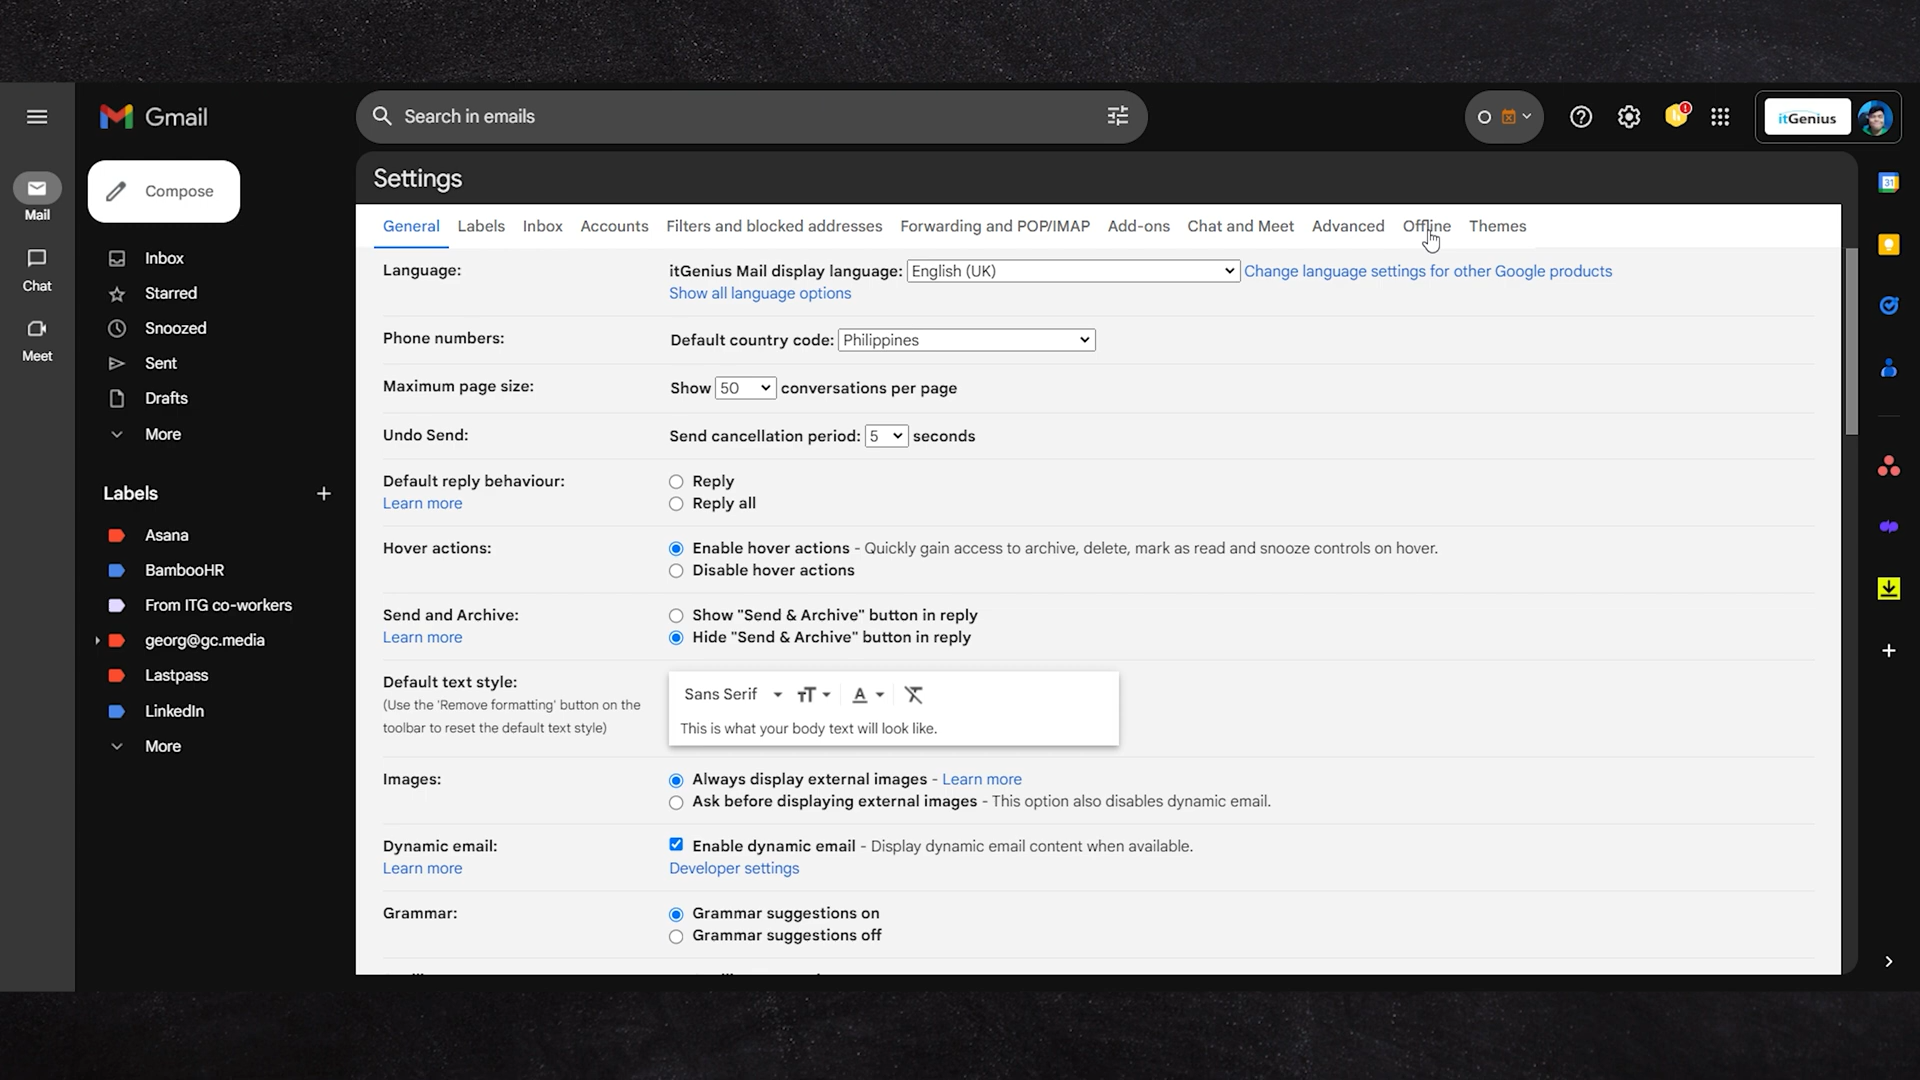 Gmail
Search in emails
itGenius
Mail
Chat
Meet
Compose
Inbox
Starred
Snoozed
Sent
Drafts
More
Labels
Asana
BambooHR
From ITG co-workers
georg@gc.media
Lastpass
LinkedIn
More
Settings
General Labels Inbox Accounts Filters and blocked addresses Forwarding and POP/IMAP Add-ons Chat and Meet Advanced Offline Themes
Language: itGenius Mail display language: English (UK) Change language settings for other Google products
Show all language options
Phone numbers: Default country code: Philippines
Maximum page size: Show 50 conversations per page
Undo Send: Send cancellation period: 5 seconds
Default reply behaviour: Reply
Learn more Reply all
Hover actions: Enable hover actions - Quickly gain access to archive, delete, mark as read and snooze controls on hover.
Disable hover actions
Send and Archive: Show "Send & Archive" button in reply
Learn more Hide "Send & Archive" button in reply
Default text style: Sans Serif
(Use the 'Remove formatting' button on the
toolbar to reset the default text style) This is what your body text will look like.
Images: Always display external images - Learn more
Ask before displaying external images - This option also disables dynamic email.
Dynamic email: Enable dynamic email - Display dynamic email content when available.
Learn more Developer settings
Grammar: Grammar suggestions on
Grammar suggestions off
31
1